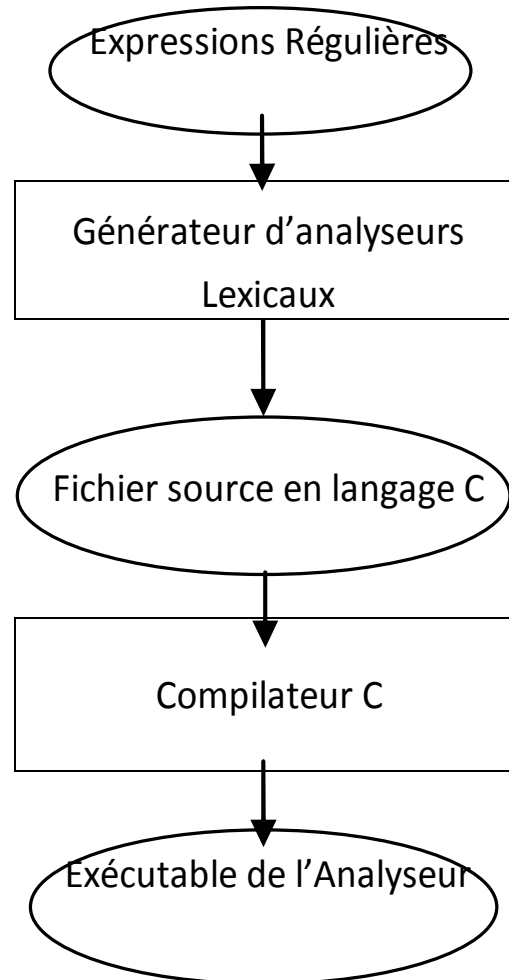 Expressions Régulières
Générateur d’analyseurs
Lexicaux
Fichier source en langage C
Compilateur C
Exécutable de l’Analyseur